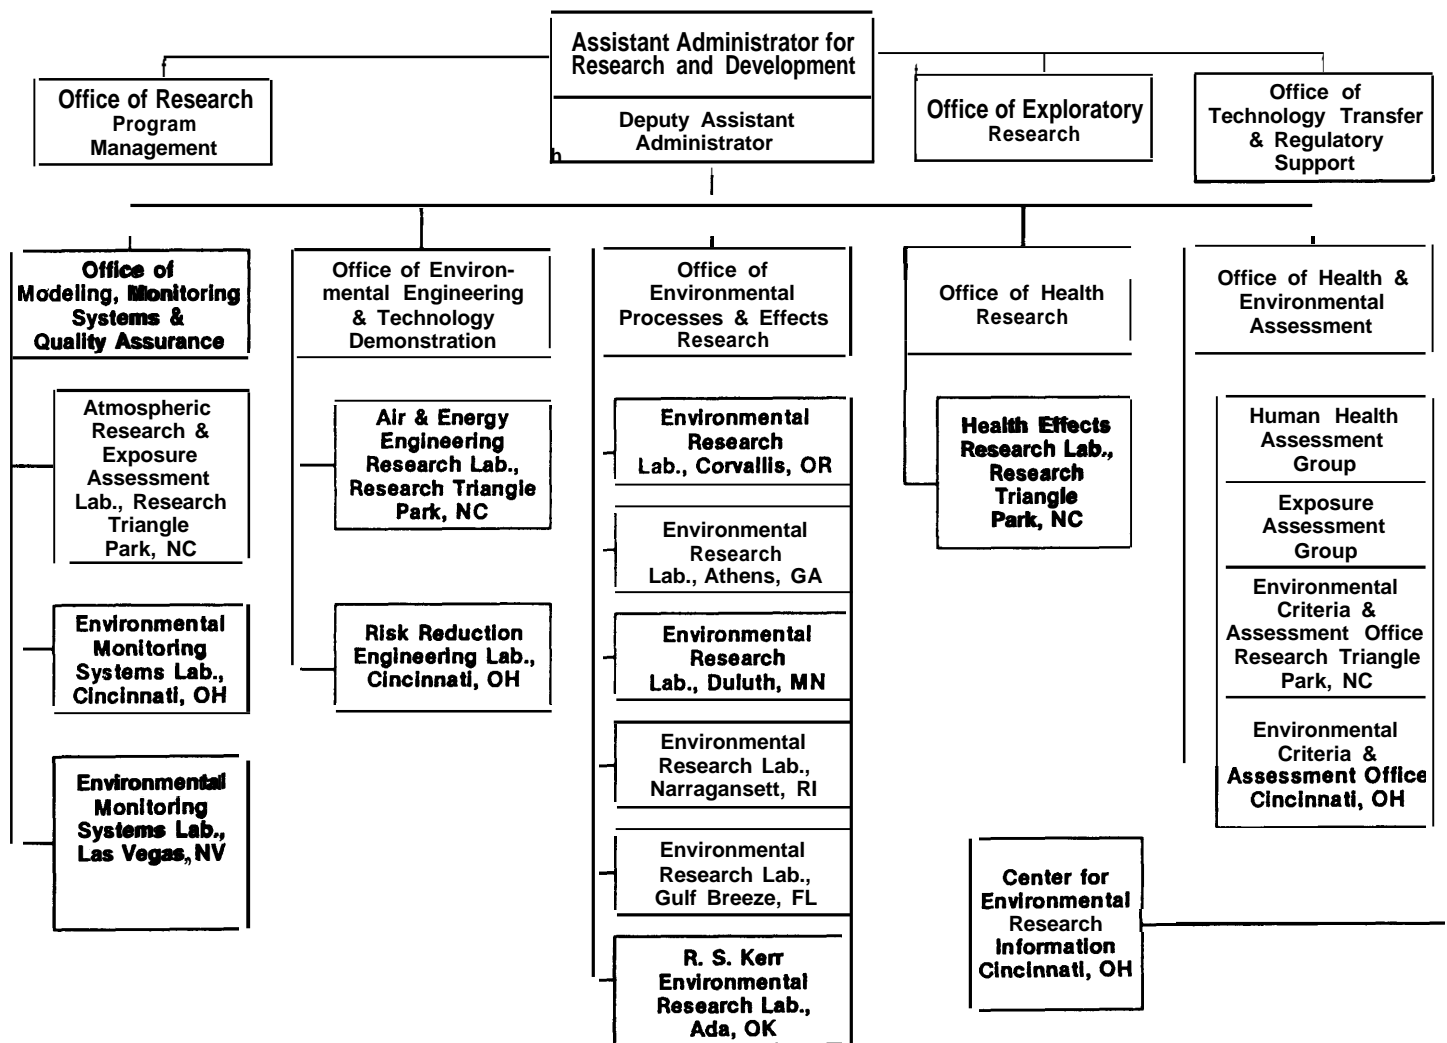 Assistant Administrator for
Research and Development
Deputy Assistant
Administrator
h
Office of Research
Program
Management
Office of Exploratory
Research
Office of
Technology Transfer
& Regulatory
Support
Office of
Modeling, Monitoring
Systems &
Quality Assurance
Atmospheric
Research &
Exposure
Assessment
Lab., Research
Triangle
Park, NC
Environmental
Monitoring
Systems Lab.,
Cincinnati, OH
Environmental
Monitoring
Systems Lab.,
Las Vegas, NV
Office of Environ-
mental Engineering
& Technology
Demonstration
Air & Energy
Engineering
Research Lab.,
Research Triangle
Park, NC
Risk Reduction
Engineering Lab.,
Cincinnati, OH
Office of
Environmental
Processes & Effects
Research
Environmental
Research
Lab., Corvallis, OR
Environmental
Research
Lab., Athens, GA
Environmental
Research
Lab., Duluth, MN
Environmental
Research Lab.,
Narragansett, RI
Environmental
Research Lab.,
Gulf Breeze, FL
R. S. Kerr
Environmental
Research Lab.,
Ada, OK
Office of Health
Research
Health Effects
Research Lab.,
Research
Triangle
Park, NC
Office of Health &
Environmental
Assessment
Human Health
Assessment
Group
Exposure
Assessment
Group
Environmental
Criteria &
Assessment Office
Research Triangle
Park, NC
Environmental
Criteria &
Assessment Office
Cincinnati, OH
Center for
Environmental
Research
Information
Cincinnati, OH